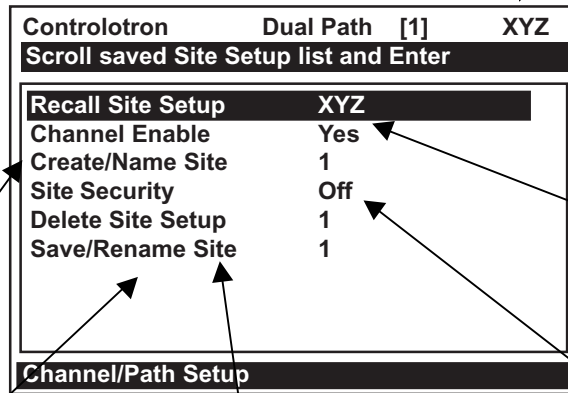 Controlotron Dual Path [1] XYZ
Scroll saved Site Setup list and Enter
Recall Site Setup XYZ
Channel Enable Yes
Create/Name Site 1
Site Security Off
Delete Site Setup 1
Save/Rename Site 1
Channel/Path Setup